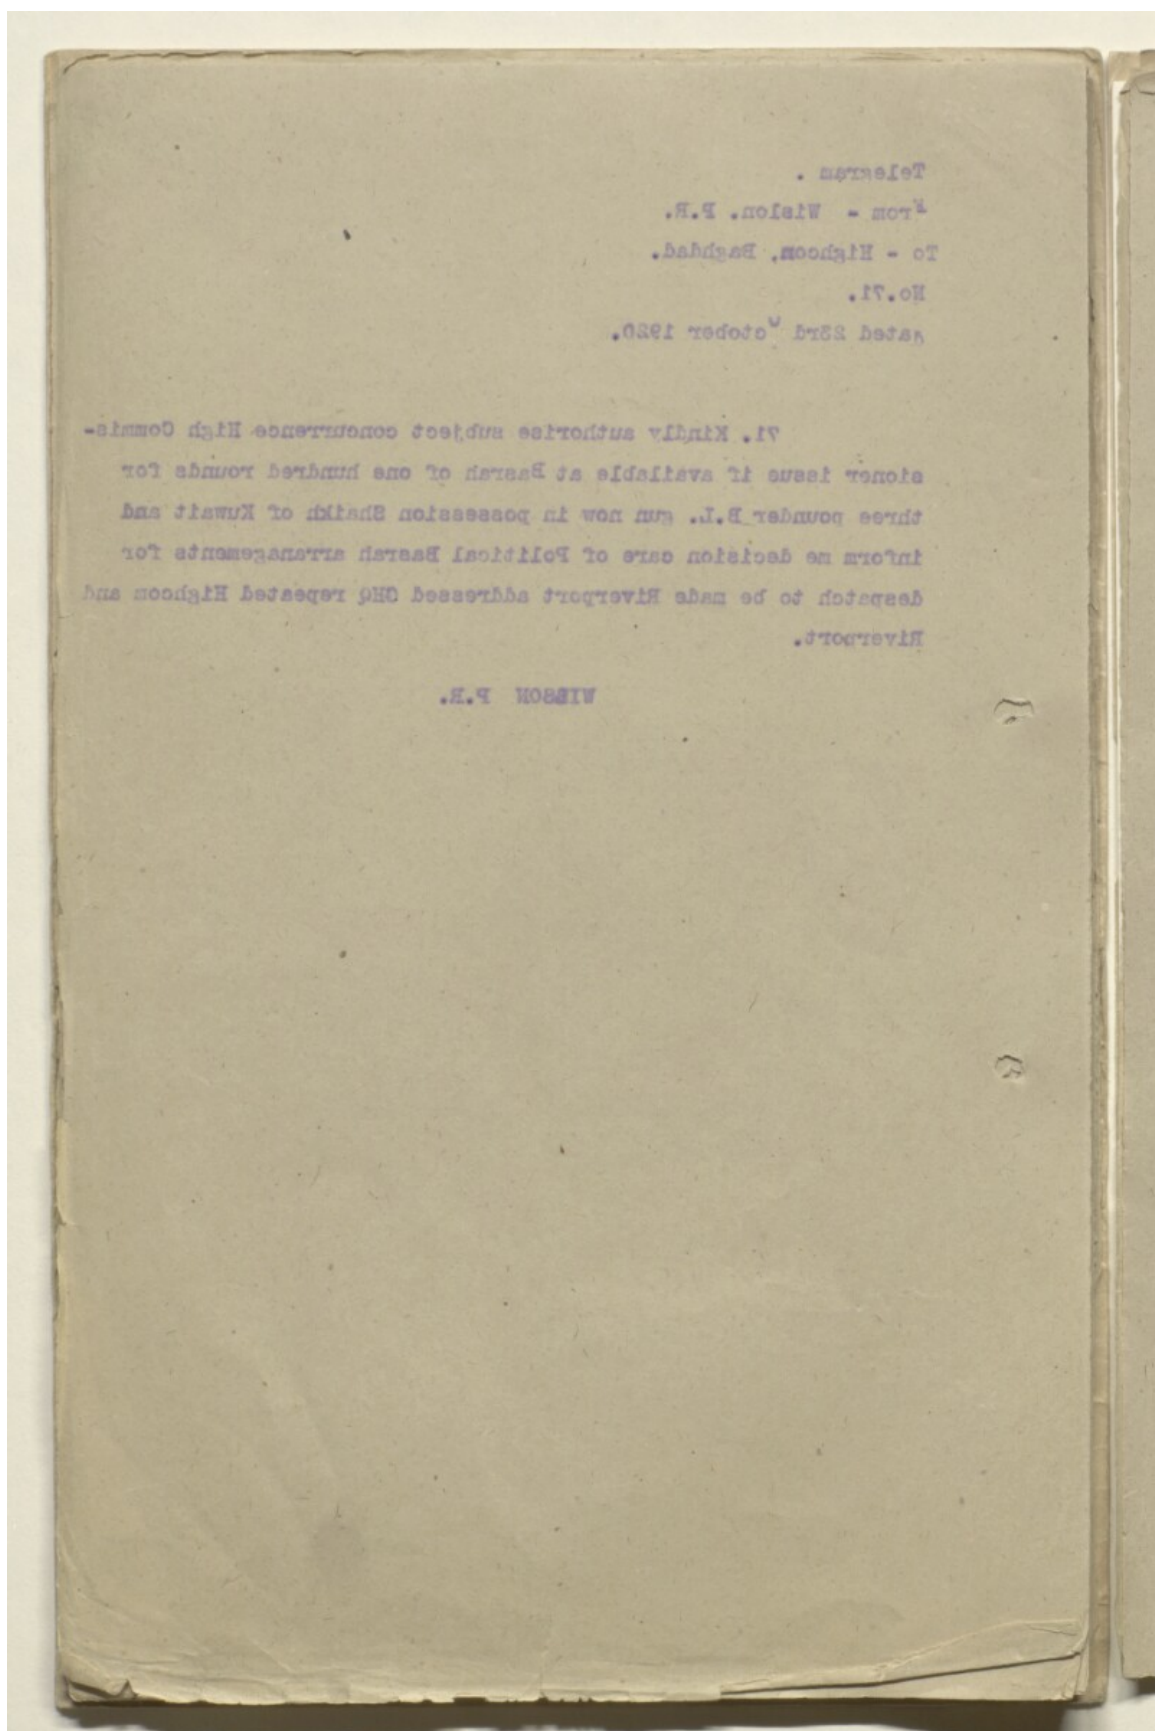 Telegram .
From - Wislon. P.R.
To - Highcom, Baghdad.
No.71.
dated 23rd October 1920.
71. Kindly authorise subject concurrence High Commis-
sioner issue if available at Basrah of one hundred rounds for
three pounder B.L. gun now in possession Shaikh of Kuwait and
inform me decision care of Political Basrah arranagements for
despatch to be made Riverport addressed GHQ repeated Highcom and
Riverport.
WIBSON P.R.